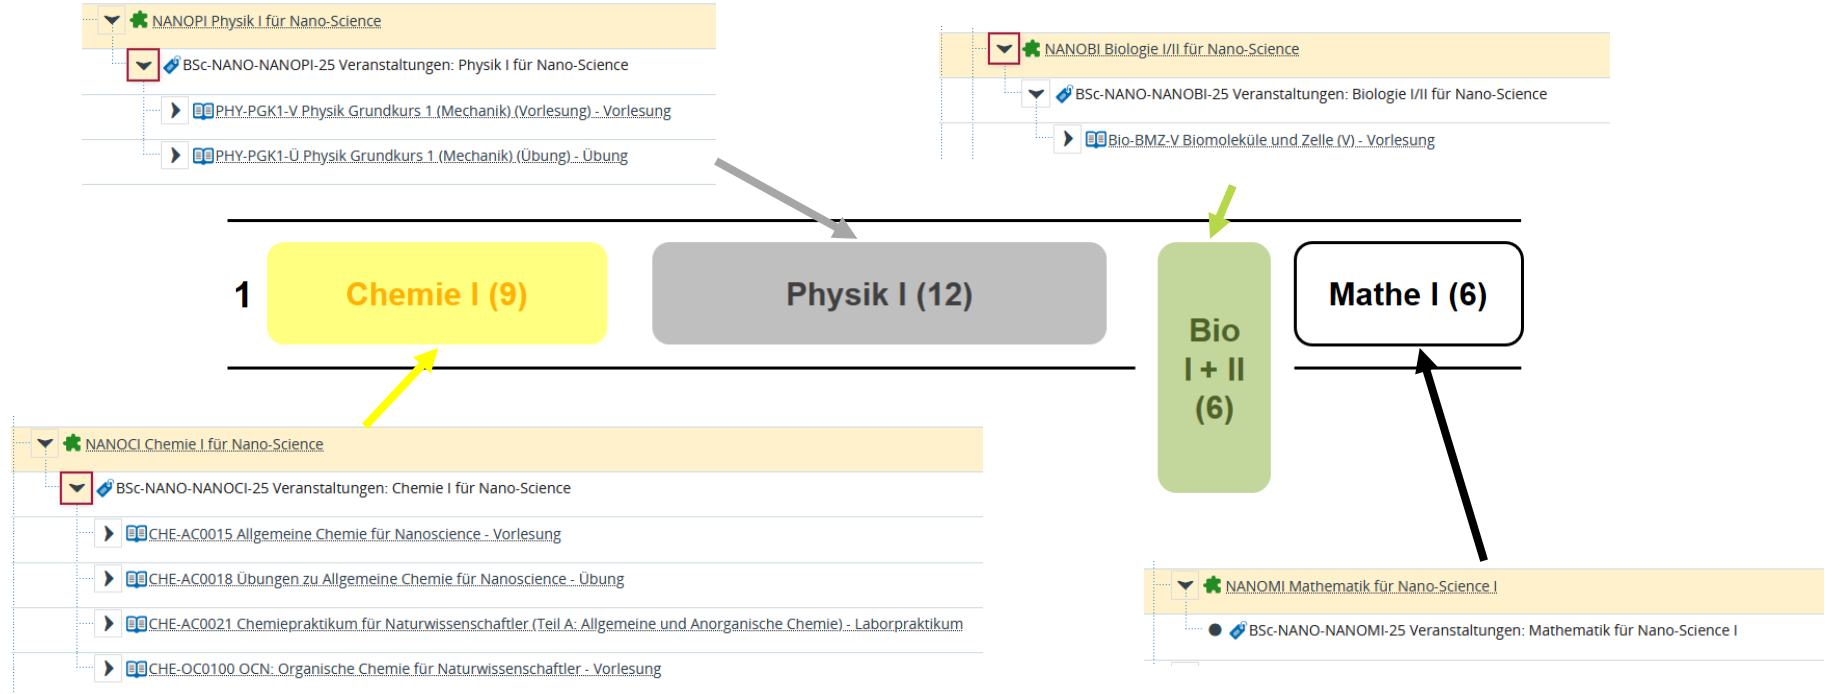 NANOPI Physik I für Nano-Science
BSc-NANO-NANOPI-25 Veranstaltungen: Physik I für Nano-Science
PHY-PGK1-V Physik Grundkurs 1 (Mechanik) (Vorlesung) - Vorlesung
PHY-PGK1-Ü Physik Grundkurs 1 (Mechanik) (Übung) - Übung
NANOBI Biologie I/II für Nano-Science
BSc-NANO-NANOBI-25 Veranstaltungen: Biologie I/II für Nano-Science
Bio-BMZ-V Biomoleküle und Zelle (V) - Vorlesung
1
Chemie I (9)
Physik I (12)
Bio
I + II
(6)
Mathe I (6)
NANOCI Chemie I für Nano-Science
BSc-NANO-NANOCI-25 Veranstaltungen: Chemie I für Nano-Science
CHE-AC0015 Allgemeine Chemie für Nanoscience - Vorlesung
CHE-AC0018 Übungen zu Allgemeine Chemie für Nanoscience - Übung
CHE-AC0021 Chemiepraktikum für Naturwissenschaftler (Teil A: Allgemeine und Anorganische Chemie) - Laborpraktikum
CHE-OC0100 OCN: Organische Chemie für Naturwissenschaftler - Vorlesung
NANOMI Mathematik für Nano-Science I
BSc-NANO-NANOMI-25 Veranstaltungen: Mathematik für Nano-Science I